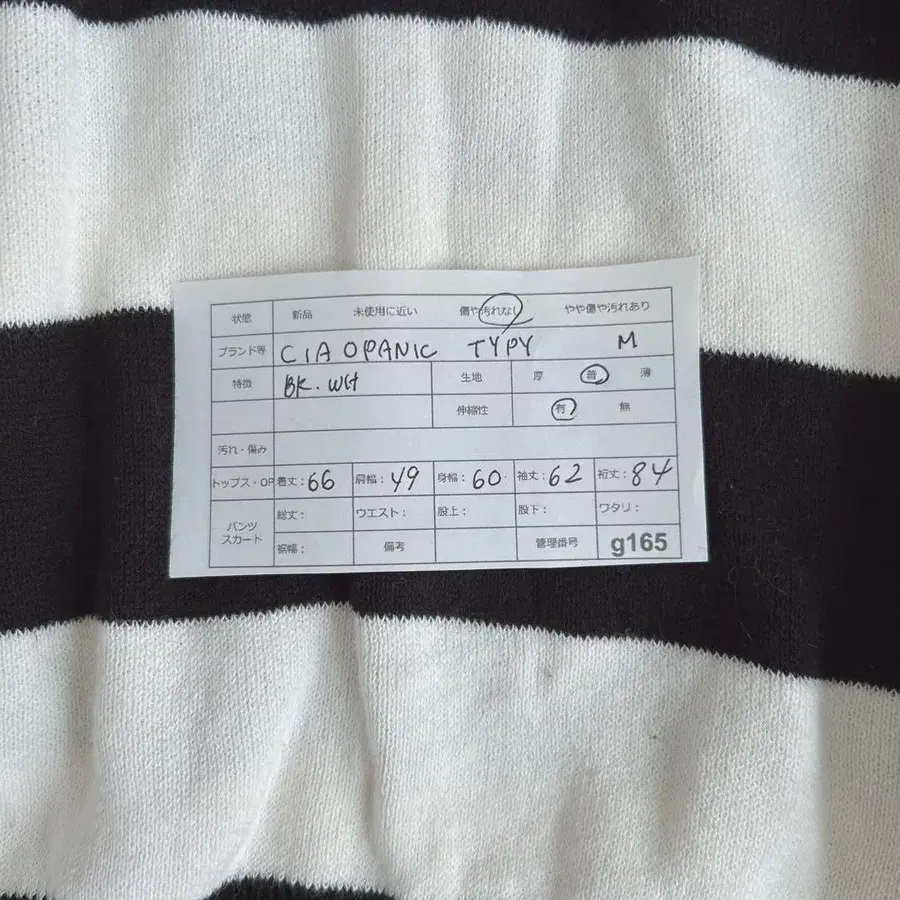 状態 新品 未使用に近い 傷や汚れなし やや傷や汚れあり
ブランド等 CIAOPANIC TYPY M
特徴 BK. WH 生地 厚 普 薄
伸縮性 有 無
汚れ・傷み
トップス・OP 着丈:66 肩幅:49 身幅:60 袖丈:62 裄丈:84
パンツ スカート 総丈: ウエスト: 股上: 股下: ワタリ:
裾幅: 備考 管理番号 g165